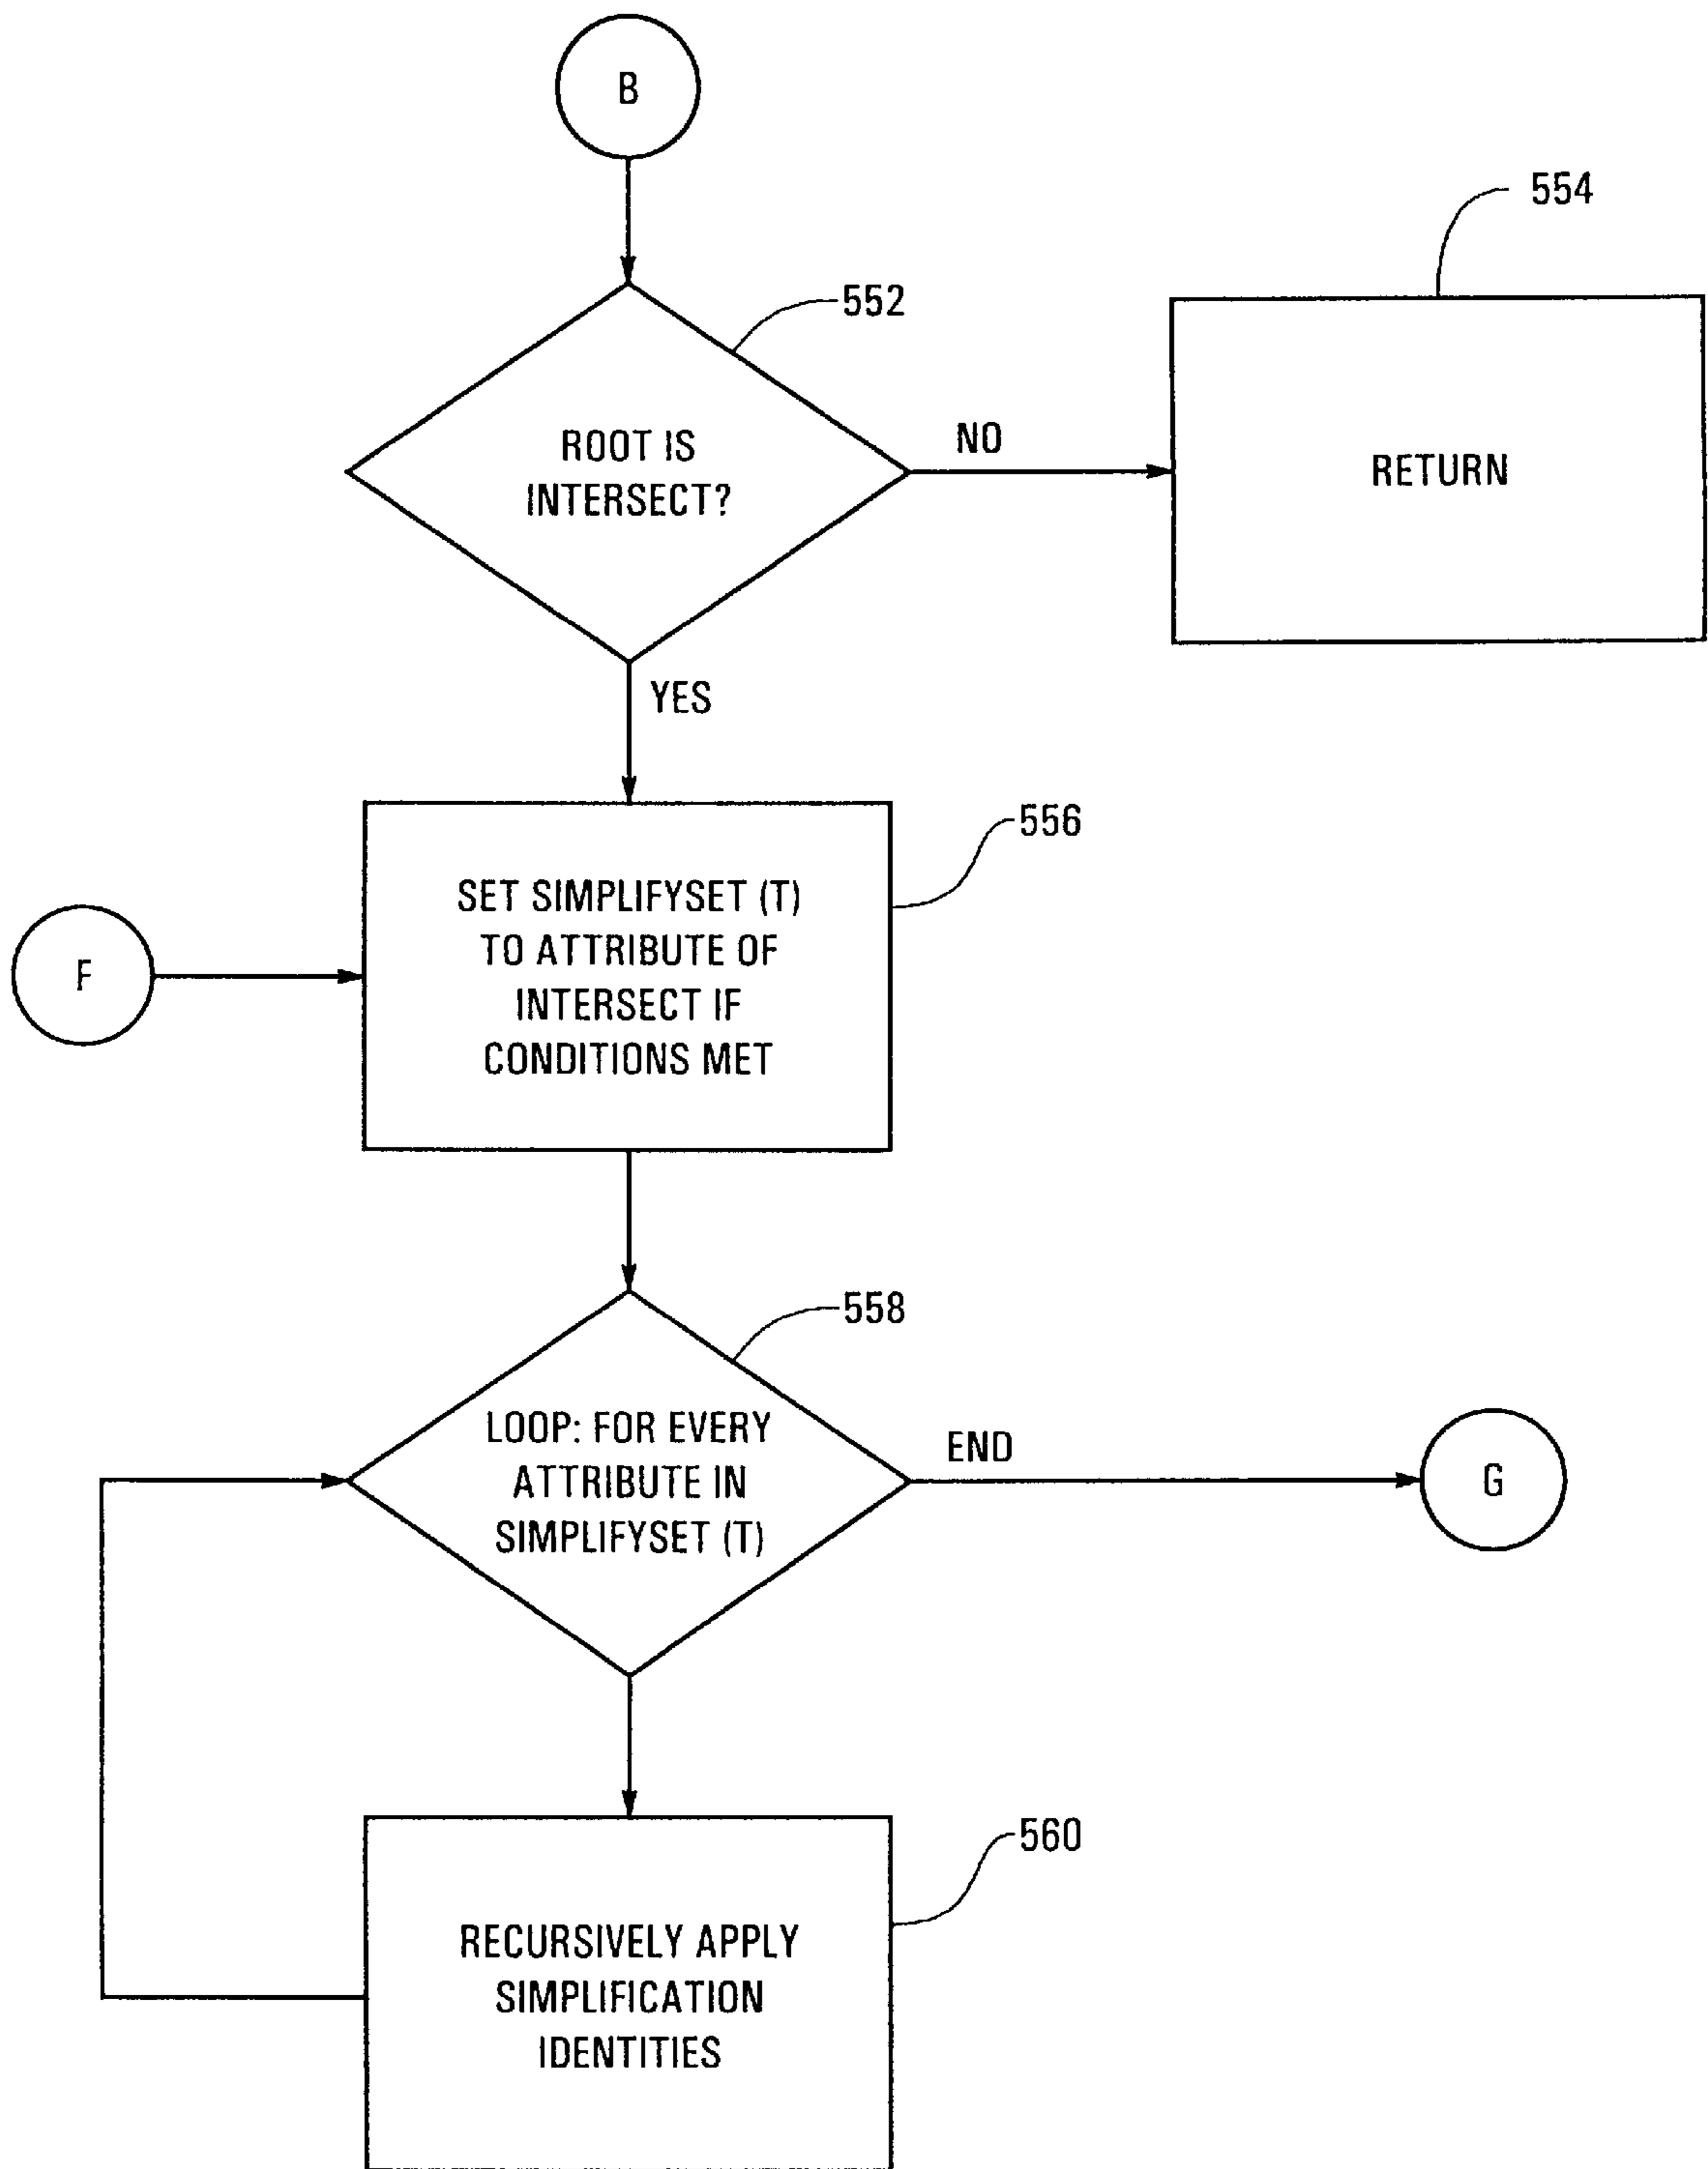 B
554
552
ROOT IS
INTERSECT?
NO
RETURN
YES
556
SET SIMPLIFYSET (T)
TO ATTRIBUTE OF
INTERSECT IF
CONDITIONS MET
F
558
LOOP: FOR EVERY
ATTRIBUTE IN
SIMPLIFYSET (T)
END
G
560
RECURSIVELY APPLY
SIMPLIFICATION
IDENTITIES